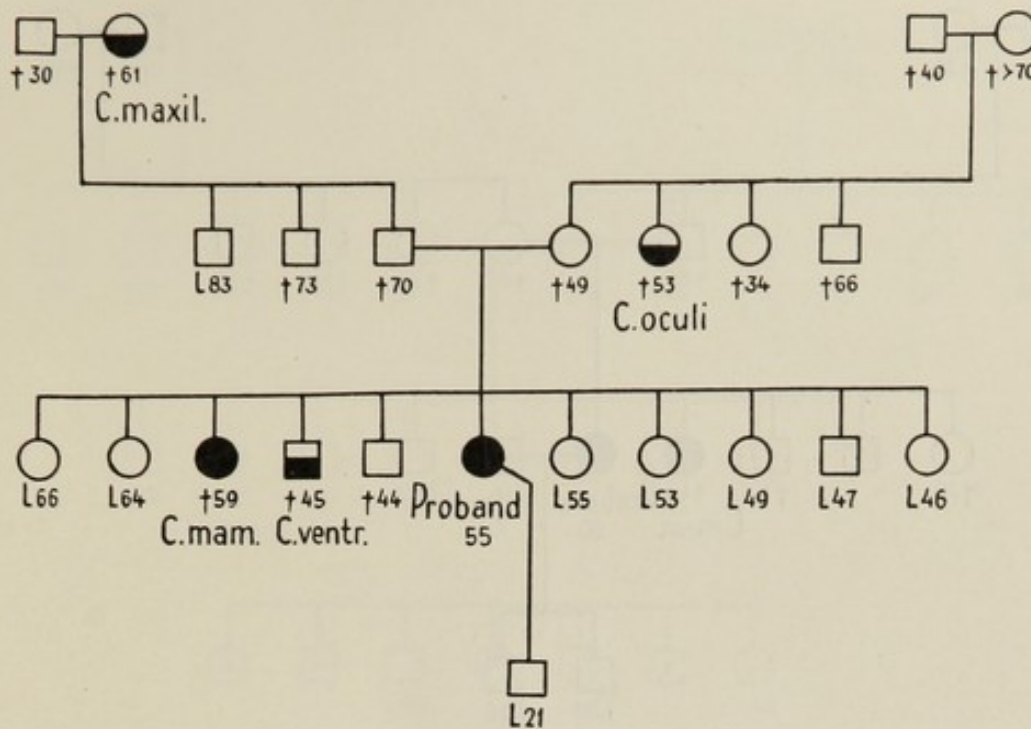 †30 †61 †40 †>70
C.maxil.
L83 †73 †70 †49 †53 †34 †66
C.oculi
L66 L64 †59 †45 †44 Proband L55 L53 L49 L47 L46
C.mam. C.ventr. 55
L21